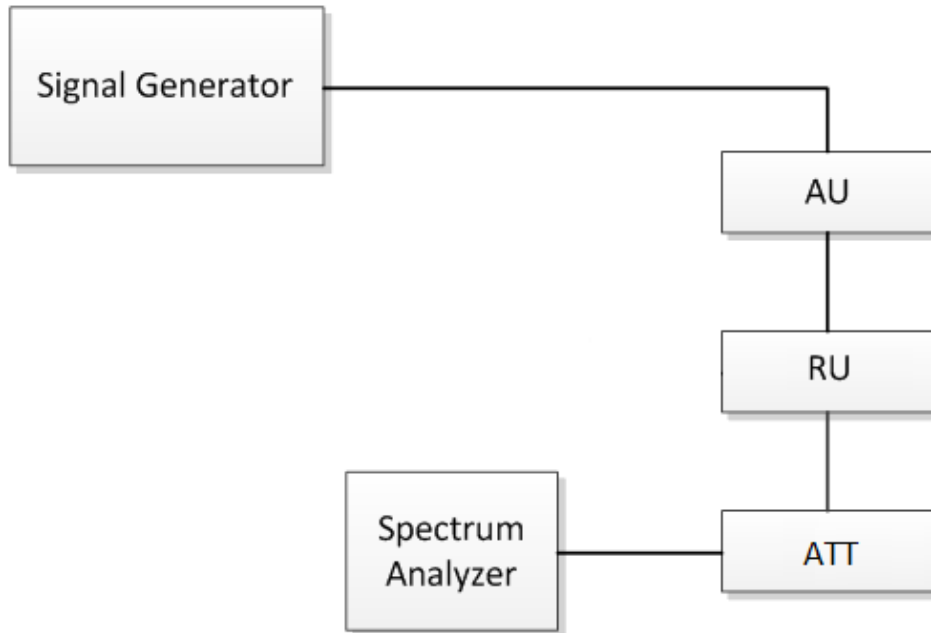 Signal Generator
AU
RU
ATT
Spectrum
Analyzer